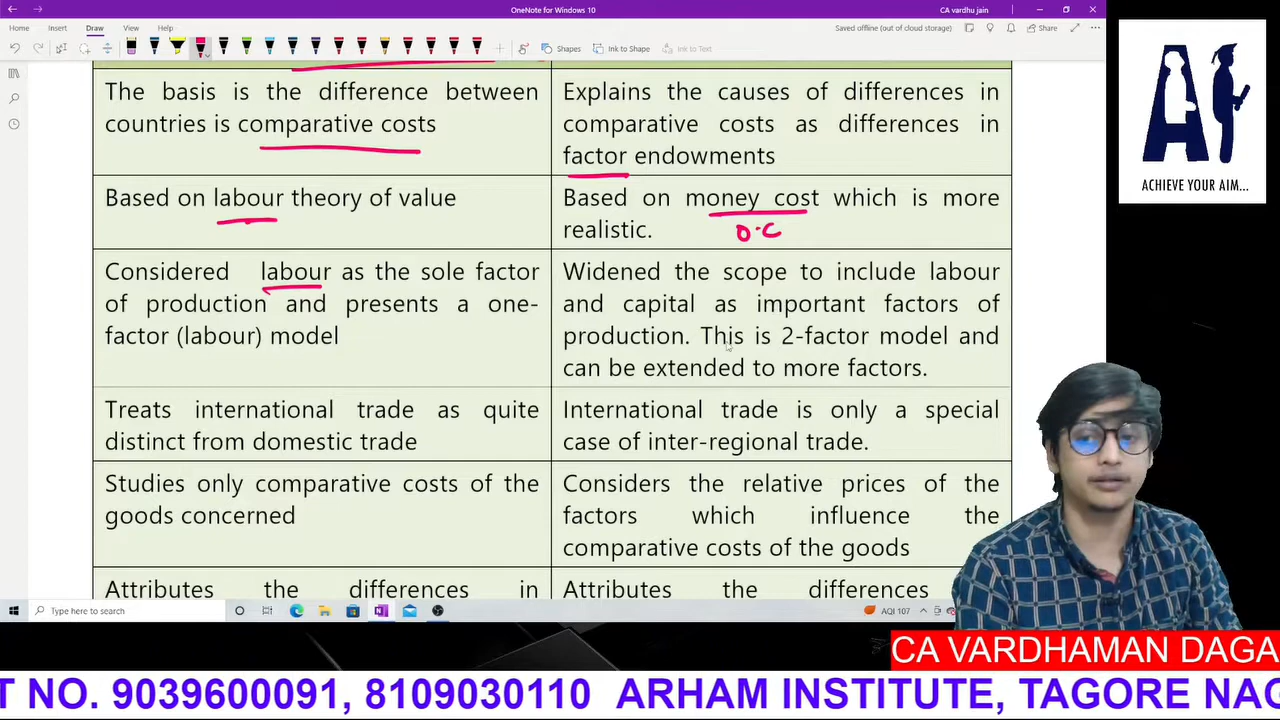 OneNote for Windows 10
CA vardhu jain
Home Insert Draw View Help
Saved offline (out of cloud storage)
Share
Shapes
Ink to Shape
Ink to Text
The basis is the difference between
countries is comparative costs
Explains the causes of differences in
comparative costs as differences in
factor endowments
Based on labour theory of value
Based on money cost which is more
realistic.
O.C
Considered labour as the sole factor
of production and presents a one-
factor (labour) model
Widened the scope to include labour
and capital as important factors of
production. This is 2-factor model and
can be extended to more factors.
Treats international trade as quite
distinct from domestic trade
International trade is only a special
case of inter-regional trade.
Studies only comparative costs of the
goods concerned
Considers the relative prices of the
factors which influence the
comparative costs of the goods
Attributes the differences in
Attributes the differences
Type here to search
AQI 107
A
ACHIEVE YOUR AIM...
CA VARDHAMAN DAGA
T NO. 9039600091, 8109030110 ARHAM INSTITUTE, TAGORE NAG